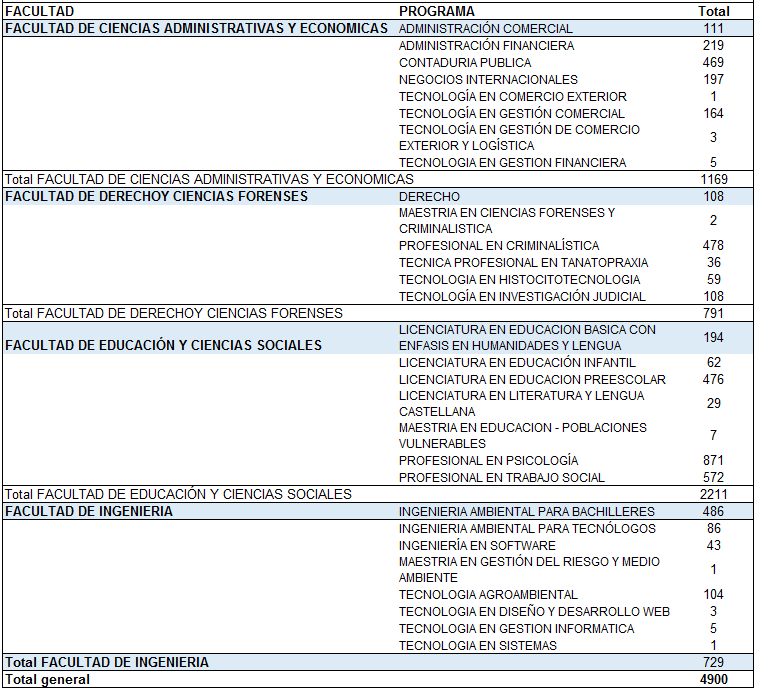 FACULTAD PROGRAMA Total
FACULTAD DE CIENCIAS ADMINISTRATIVAS Y ECONOMICAS ADMINISTRACIÓN COMERCIAL 111
ADMINISTRACIÓN FINANCIERA 219
CONTADURIA PUBLICA 469
NEGOCIOS INTERNACIONALES 197
TECNOLOGÍA EN COMERCIO EXTERIOR 1
TECNOLOGÍA EN GESTIÓN COMERCIAL 164
TECNOLOGÍA EN GESTIÓN DE COMERCIO
EXTERIOR Y LOGÍSTICA 3
TECNOLOGIA EN GESTION FINANCIERA 5
Total FACULTAD DE CIENCIAS ADMINISTRATIVAS Y ECONOMICAS 1169
FACULTAD DE DERECHOY CIENCIAS FORENSES DERECHO 108
MAESTRIA EN CIENCIAS FORENSES Y
CRIMINALISTICA 2
PROFESIONAL EN CRIMINALÍSTICA 478
TECNICA PROFESIONAL EN TANATOPRAXIA 36
TECNOLOGIA EN HISTOCITOTECNOLOGIA 59
TECNOLOGÍA EN INVESTIGACIÓN JUDICIAL 108
Total FACULTAD DE DERECHOY CIENCIAS FORENSES 791
FACULTAD DE EDUCACIÓN Y CIENCIAS SOCIALES LICENCIATURA EN EDUCACION BASICA CON
ENFASIS EN HUMANIDADES Y LENGUA 194
LICENCIATURA EN EDUCACIÓN INFANTIL 62
LICENCIATURA EN EDUCACION PREESCOLAR 476
LICENCIATURA EN LITERATURA Y LENGUA
CASTELLANA 29
MAESTRIA EN EDUCACION - POBLACIONES
VULNERABLES 7
PROFESIONAL EN PSICOLOGÍA 871
PROFESIONAL EN TRABAJO SOCIAL 572
Total FACULTAD DE EDUCACIÓN Y CIENCIAS SOCIALES 2211
FACULTAD DE INGENIERIA INGENIERIA AMBIENTAL PARA BACHILLERES 486
INGENIERIA AMBIENTAL PARA TECNÓLOGOS 86
INGENIERÍA EN SOFTWARE 43
MAESTRIA EN GESTIÓN DEL RIESGO Y MEDIO
AMBIENTE 1
TECNOLOGIA AGROAMBIENTAL 104
TECNOLOGIA EN DISEÑO Y DESARROLLO WEB 3
TECNOLOGIA EN GESTION INFORMATICA 5
TECNOLOGIA EN SISTEMAS 1
Total FACULTAD DE INGENIERIA 729
Total general 4900